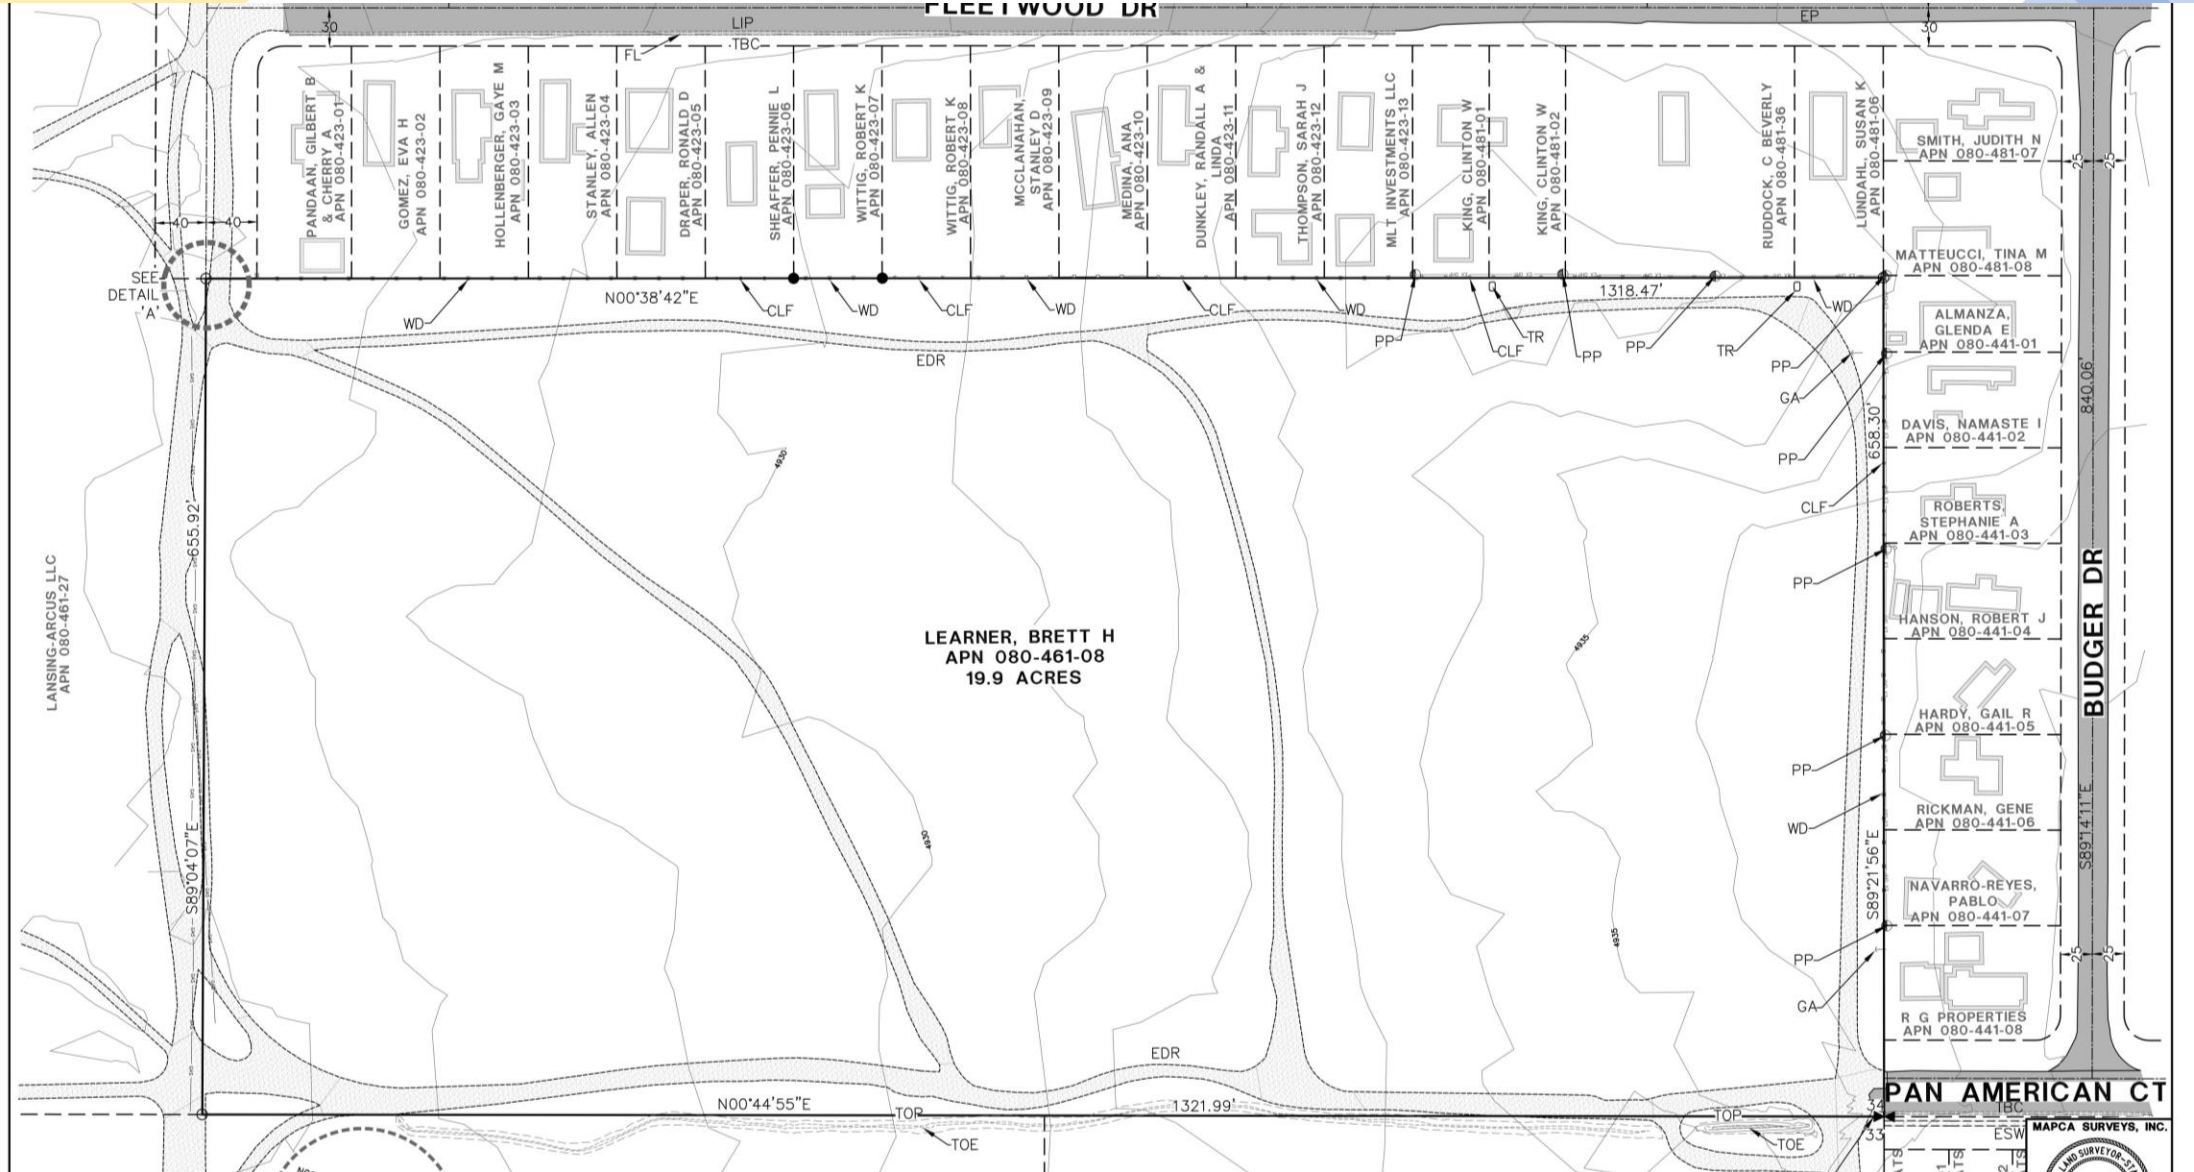 FLEETWOOD DR
30
LIP
EP
30
FL
TBC
PANDAAN, GILBERT B
& CHERRY A
APN 080-423-01
GOMEZ, EVA H
APN 080-423-02
HOLLENBERGER, GAYE M
APN 080-423-03
STANLEY, ALLEN
APN 080-423-04
DRAPER, RONALD D
APN 080-423-05
SHEAFFER, PENNIE L
APN 080-423-06
WITTIG, ROBERT K
APN 080-423-07
WITTIG, ROBERT K
APN 080-423-08
MCCLANAHAN,
STANLEY D
APN 080-423-09
MEDINA, ANA
APN 080-423-10
DUNKLEY, RANDALL A &
LINDA
APN 080-423-11
THOMPSON, SARAH J
APN 080-423-12
MLT INVESTMENTS LLC
APN 080-423-13
KING, CLINTON W
APN 080-481-01
KING, CLINTON W
APN 080-481-02
RUDDOCK, C BEVERLY
APN 080-481-36
LUNDAHL, SUSAN K
APN 080-481-06
SMITH, JUDITH N
APN 080-481-07
25
25
40
40
MATTEUCCI, TINA M
APN 080-481-08
SEE
DETAIL
'A'
N00°38'42"E
1318.47'
WD
CLF
WD
CLF
WD
CLF
WD
PP
CLF
TR
PP
PP
TR
PP
WD
GA
PP
CLF
PP
PP
WD
PP
GA
ALMANZA,
GLENDA E
APN 080-441-01
EDR
658.30'
840.06'
DAVIS, NAMASTE I
APN 080-441-02
4930
ROBERTS,
STEPHANIE A
APN 080-441-03
655.92'
LANSING-ARCUS LLC
APN 080-461-27
BUDGER DR
HANSON, ROBERT J
APN 080-441-04
LEARNER, BRETT H
APN 080-461-08
19.9 ACRES
4935
HARDY, GAIL R
APN 080-441-05
RICKMAN, GENE
APN 080-441-06
S89°04'07"E
4930
S89°21'56"E
S89°14'11"E
NAVARRO-REYES,
PABLO
APN 080-441-07
4935
25
25
R G PROPERTIES
APN 080-441-08
EDR
PAN AMERICAN CT
N00°44'55"E
TOP
1321.99'
TOP
TBC
TOE
TOE
33
ESW
MAPCA SURVEYS, INC.
LAND SURVEYOR-